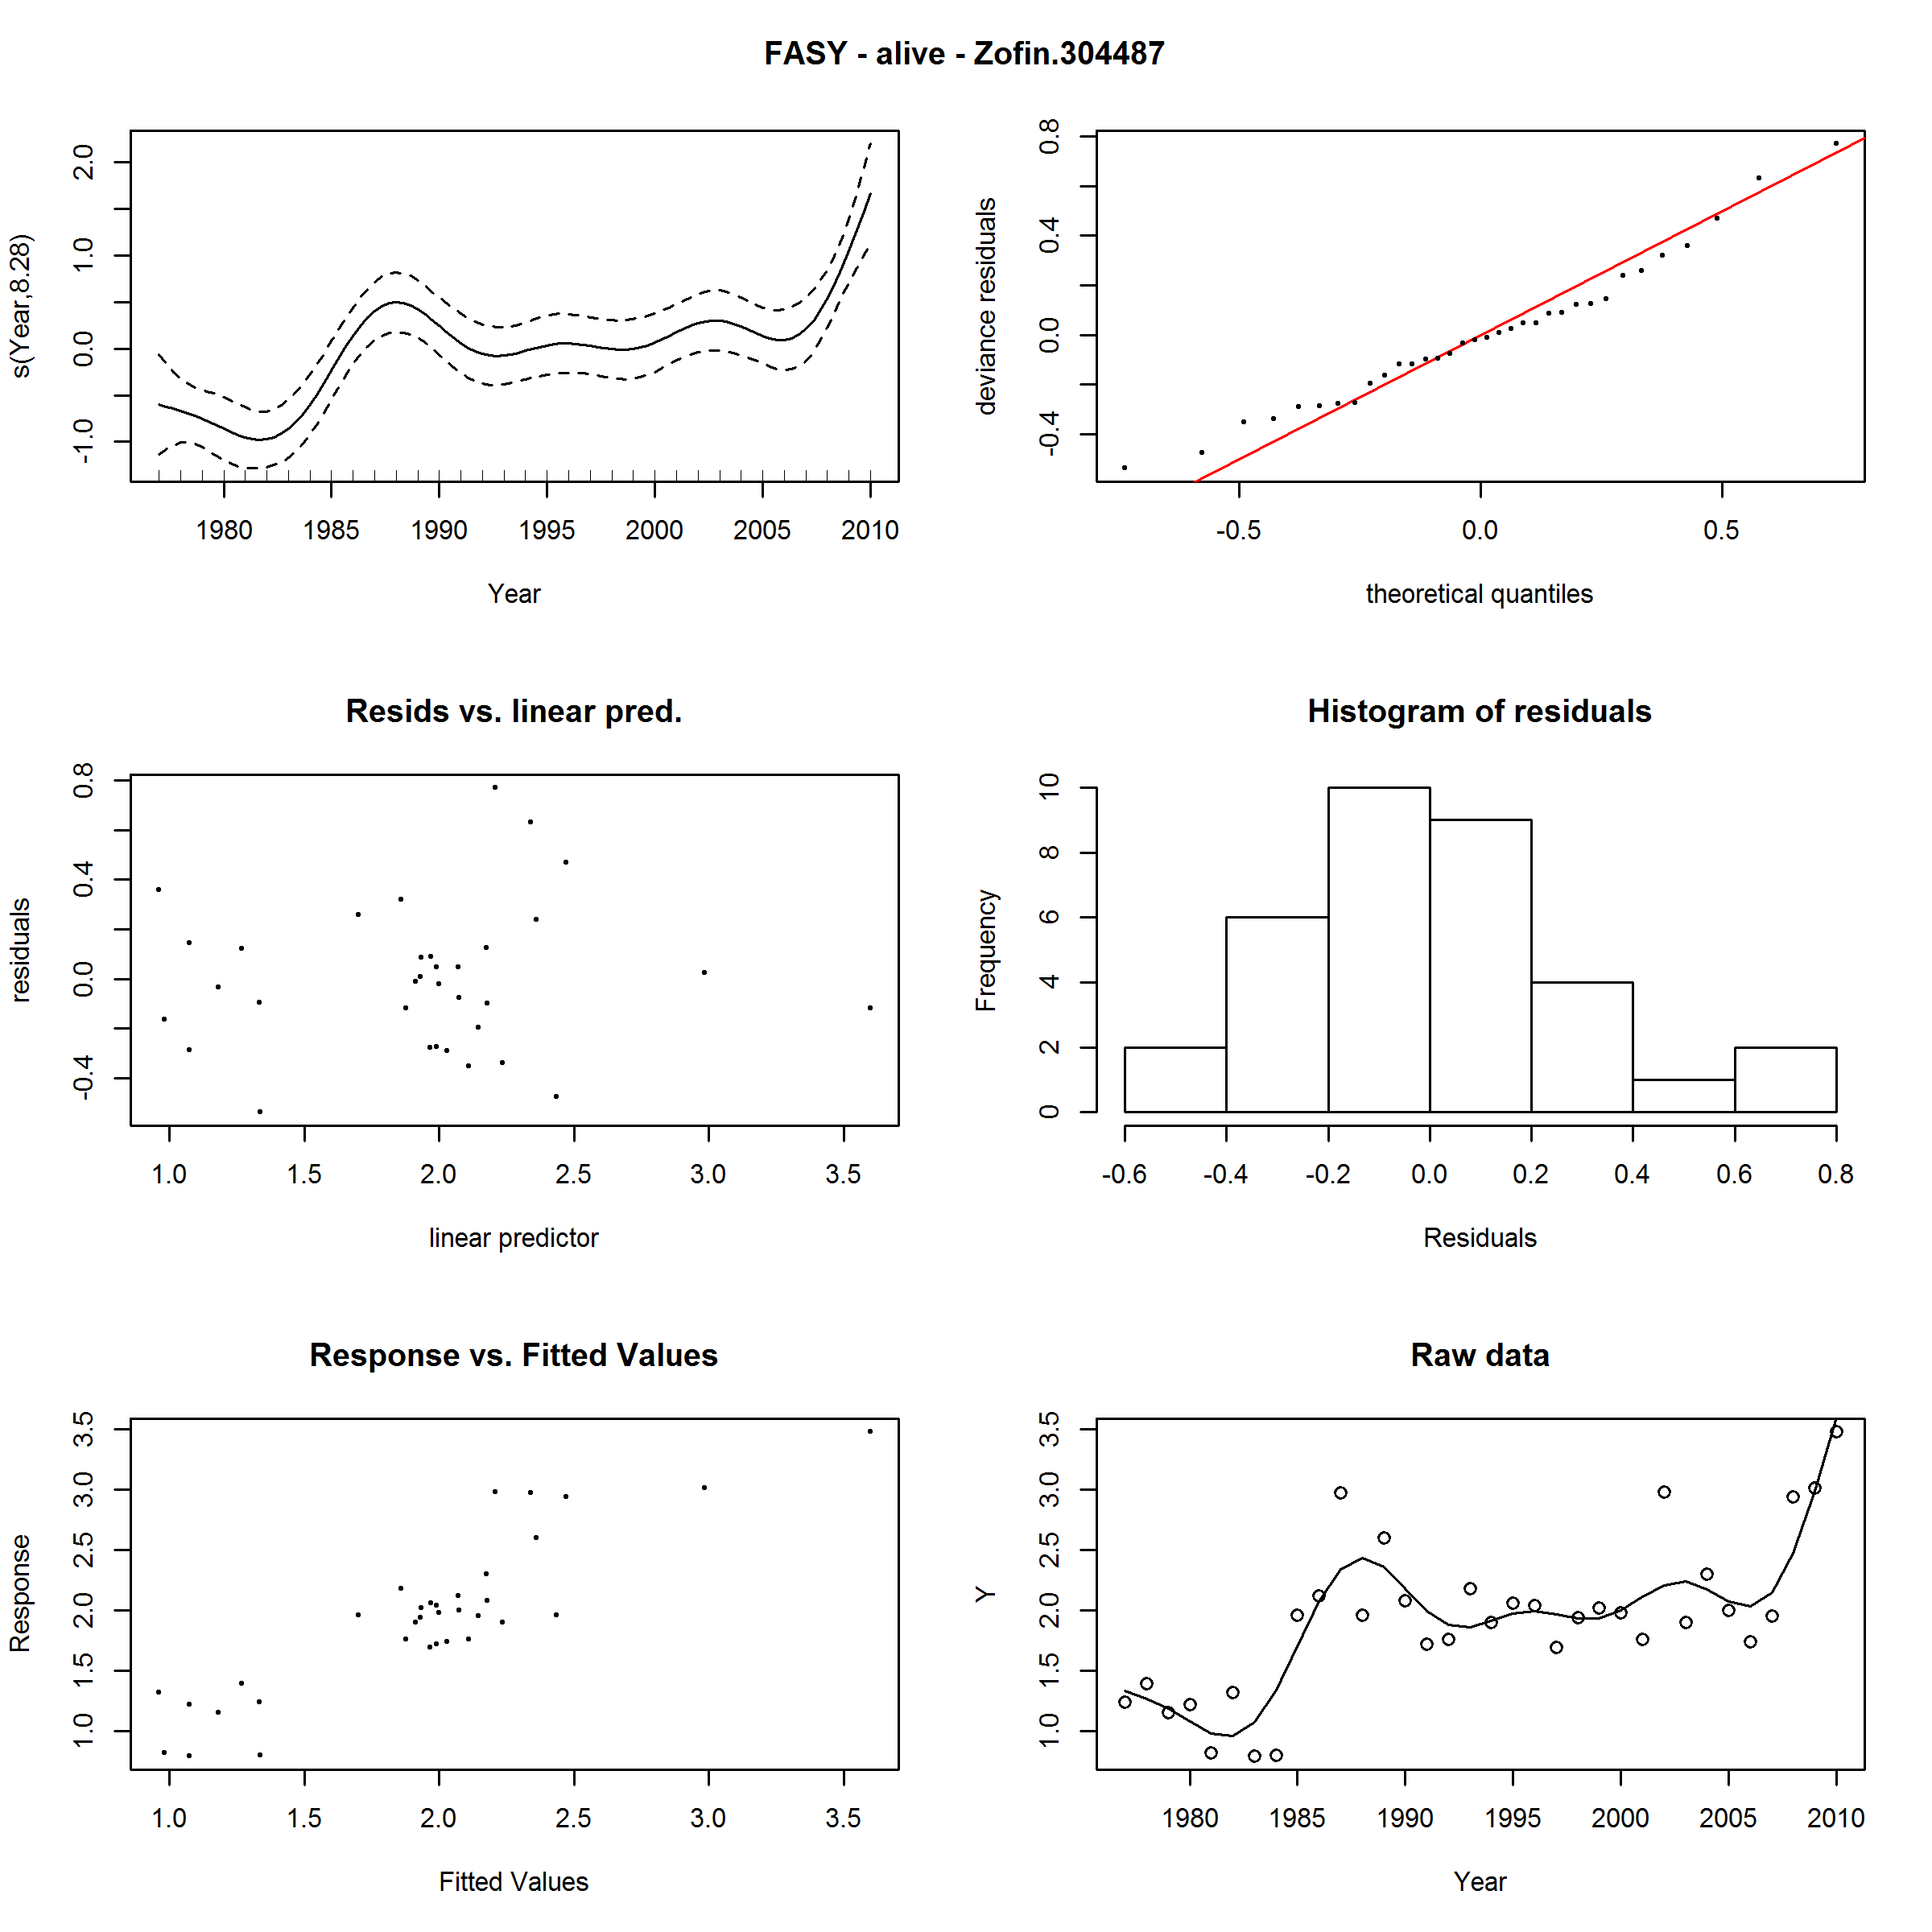 FASY - alive - Zofin.304487
s(Year,8.28)
-1.0 0.0 1.0 2.0
1980 1985 1990 1995 2000 2005 2010
Year
deviance residuals
-0.4 0.0 0.4 0.8
-0.5 0.0 0.5
theoretical quantiles
Resids vs. linear pred.
residuals
-0.4 0.0 0.4 0.8
1.0 1.5 2.0 2.5 3.0 3.5
linear predictor
Histogram of residuals
Frequency
0 2 4 6 8 10
-0.6 -0.4 -0.2 0.0 0.2 0.4 0.6 0.8
Residuals
Response vs. Fitted Values
Response
1.0 1.5 2.0 2.5 3.0 3.5
1.0 1.5 2.0 2.5 3.0 3.5
Fitted Values
Raw data
Y
1.0 1.5 2.0 2.5 3.0 3.5
1980 1985 1990 1995 2000 2005 2010
Year